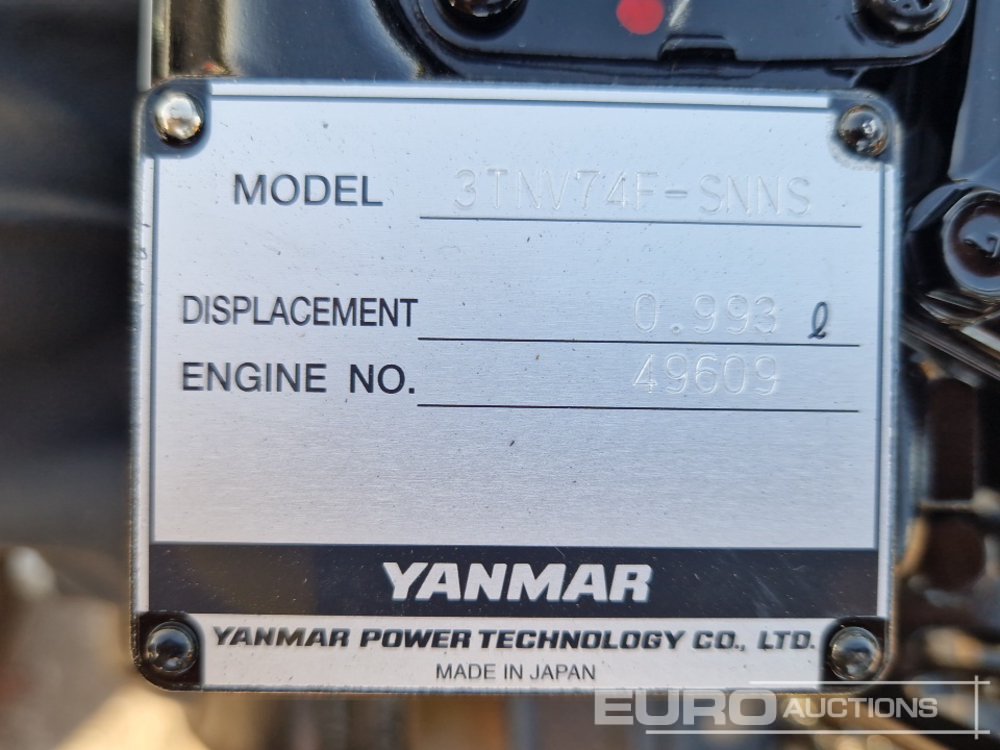 MODEL 3TNV74F-SNNS
DISPLACEMENT 0.993 ℓ
ENGINE NO. 49609
YANMAR
YANMAR POWER TECHNOLOGY CO., LTD.
MADE IN JAPAN
EURO AUCTIONS